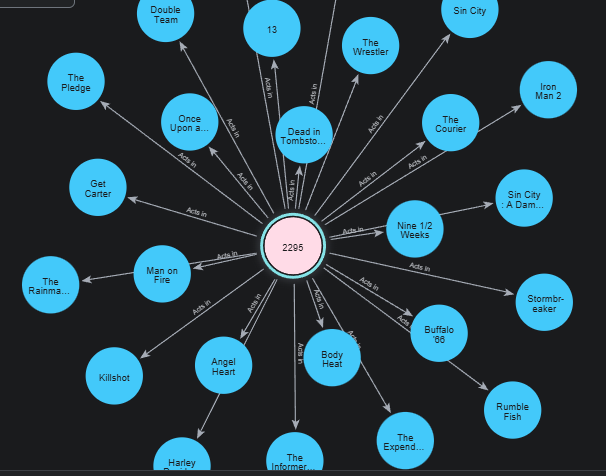 Double
Team
13
The
Wrestler
Sin City
The
Pledge
Iron
Man 2
Once
Upon a...
Dead in
Tombsto...
The
Courier
Acts in
Acts in
Acts in
Acts in
Acts in
Acts in
Acts in
Acts in
Acts in
Acts in
Get
Carter
Sin City
: A Dam...
Acts in
Nine 1/2
Weeks
Acts in
2295
Acts in
Acts in
The
Rainma...
Man on
Fire
Acts in
Stormbr-
eaker
Acts in
Acts in
Acts in
Acts in
Acts in
Acts in
Buffalo
'66
Killshot
Angel
Heart
Body
Heat
Rumble
Fish
Harley
The
Informer...
The
Expend...